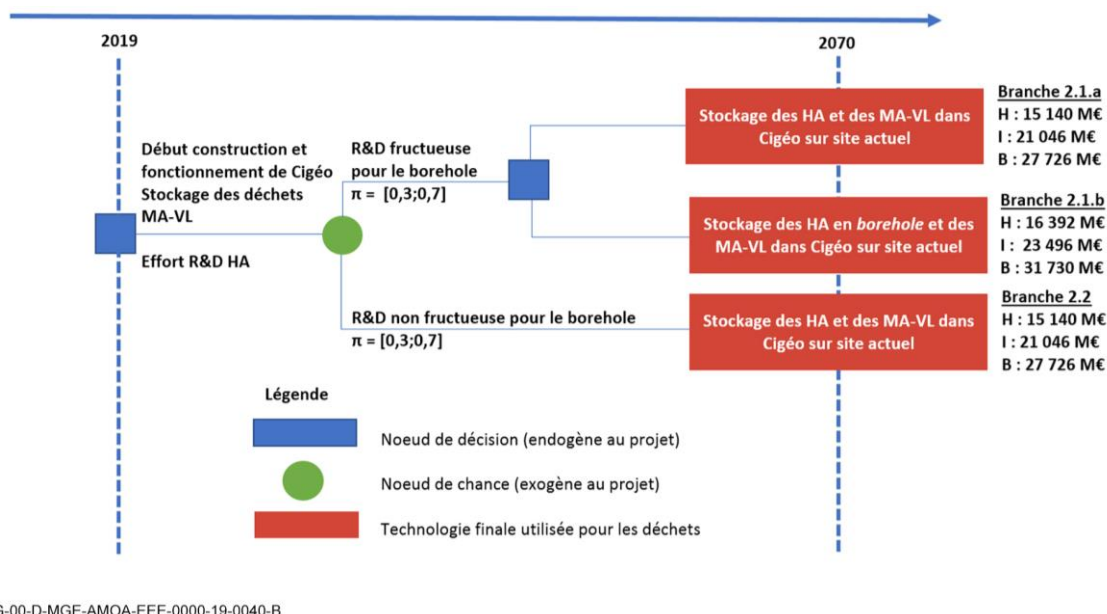 2019
2070
Début construction et
fonctionnement de Cigéo
Stockage des déchets
MA-VL
Effort R&D HA
R&D fructueuse
pour le borehole
π = [0,3;0,7]
R&D non fructueuse pour le borehole
π = [0,3;0,7]
Stockage des HA et des MA-VL dans
Cigéo sur site actuel
Branche 2.1.a
H : 15 140 M€
I : 21 046 M€
B : 27 726 M€
Stockage des HA en borehole et des
MA-VL dans Cigéo sur site actuel
Branche 2.1.b
H : 16 392 M€
I : 23 496 M€
B : 31 730 M€
Stockage des HA et des MA-VL dans
Cigéo sur site actuel
Branche 2.2
H : 15 140 M€
I : 21 046 M€
B : 27 726 M€
Légende
Noeud de décision (endogène au projet)
Noeud de chance (exogène au projet)
Technologie finale utilisée pour les déchets
G-00-D-MGE-AMOA-EEE-0000-19-0040-B